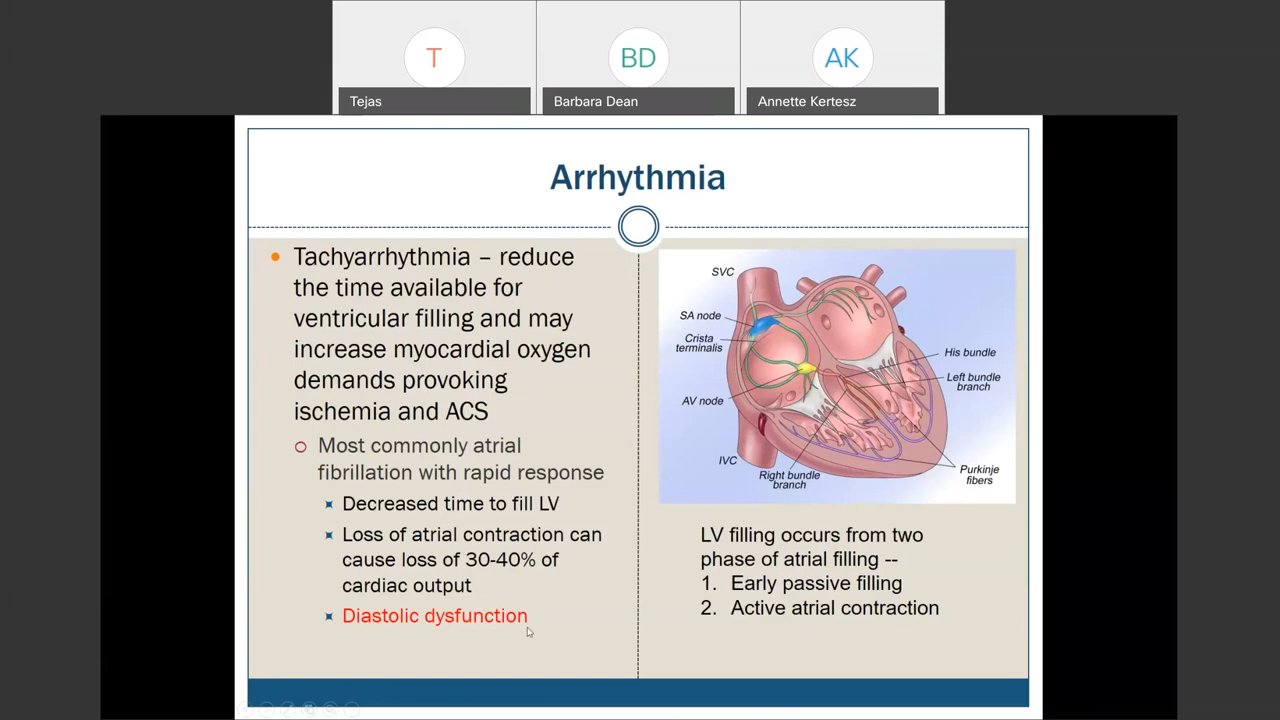 T
BD
AK
Tejas
Barbara Dean
Annette Kertesz
Arrhythmia
Tachyarrhythmia – reduce
the time available for
ventricular filling and may
increase myocardial oxygen
demands provoking
ischemia and ACS
Most commonly atrial
fibrillation with rapid response
Decreased time to fill LV
Loss of atrial contraction can
cause loss of 30-40% of
cardiac output
Diastolic dysfunction
SVC
SA node
Crista
terminalis
AV node
IVC
Right bundle
branch
His bundle
Left bundle
branch
Purkinje
fibers
LV filling occurs from two
phase of atrial filling --
1. Early passive filling
2. Active atrial contraction